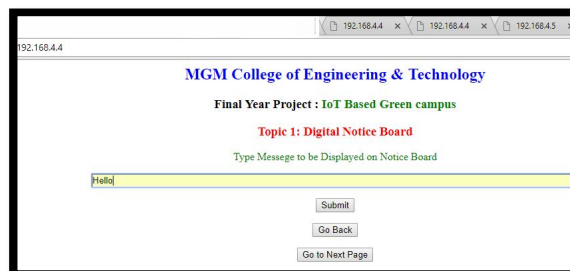 192.168.4.4 × 192.168.4.4 × 192.168.4.5 ×
192.168.4.4
MGM College of Engineering & Technology
Final Year Project : IoT Based Green campus
Topic 1: Digital Notice Board
Type Messege to be Displayed on Notice Board
Hello
Submit
Go Back
Go to Next Page